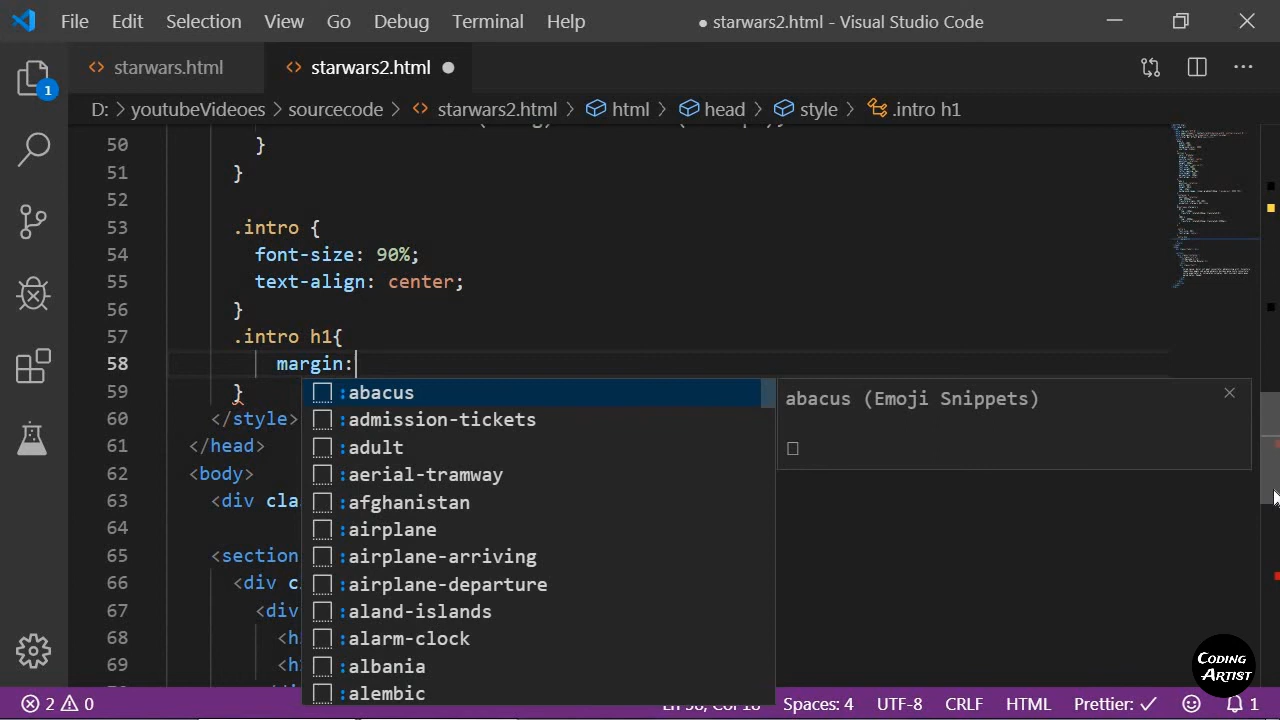 File Edit Selection View Go Debug Terminal Help ● starwars2.html - Visual Studio Code
starwars.html starwars2.html
1
D: > youtubeVideoes > sourcecode > starwars2.html > html > head > style > .intro h1
50 }
51 }
52
53 .intro {
54 font-size: 90%;
55 text-align: center;
56 }
57 .intro h1{
58 margin:
59 }
:abacus abacus (Emoji Snippets)
60 </style>
:admission-tickets
61 </head>
:adult
62 <body>
:aerial-tramway
63 <div cla
:afghanistan
64
:airplane
65 <section
:airplane-arriving
66 <div c
:airplane-departure
67 <div
:aland-islands
68 <h
:alarm-clock
69 <h
:albania
:alembic
CODING
ARTIST
2 0 Spaces: 4 UTF-8 CRLF HTML Prettier: ✓ 1